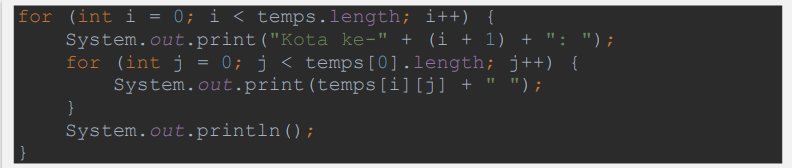 for (int i = 0; i < temps.length; i++) {
    System.out.print("Kota ke-" + (i + 1) + ": ");
    for (int j = 0; j < temps[0].length; j++) {
        System.out.print(temps[i][j] + " ");
    }
    System.out.println();
}